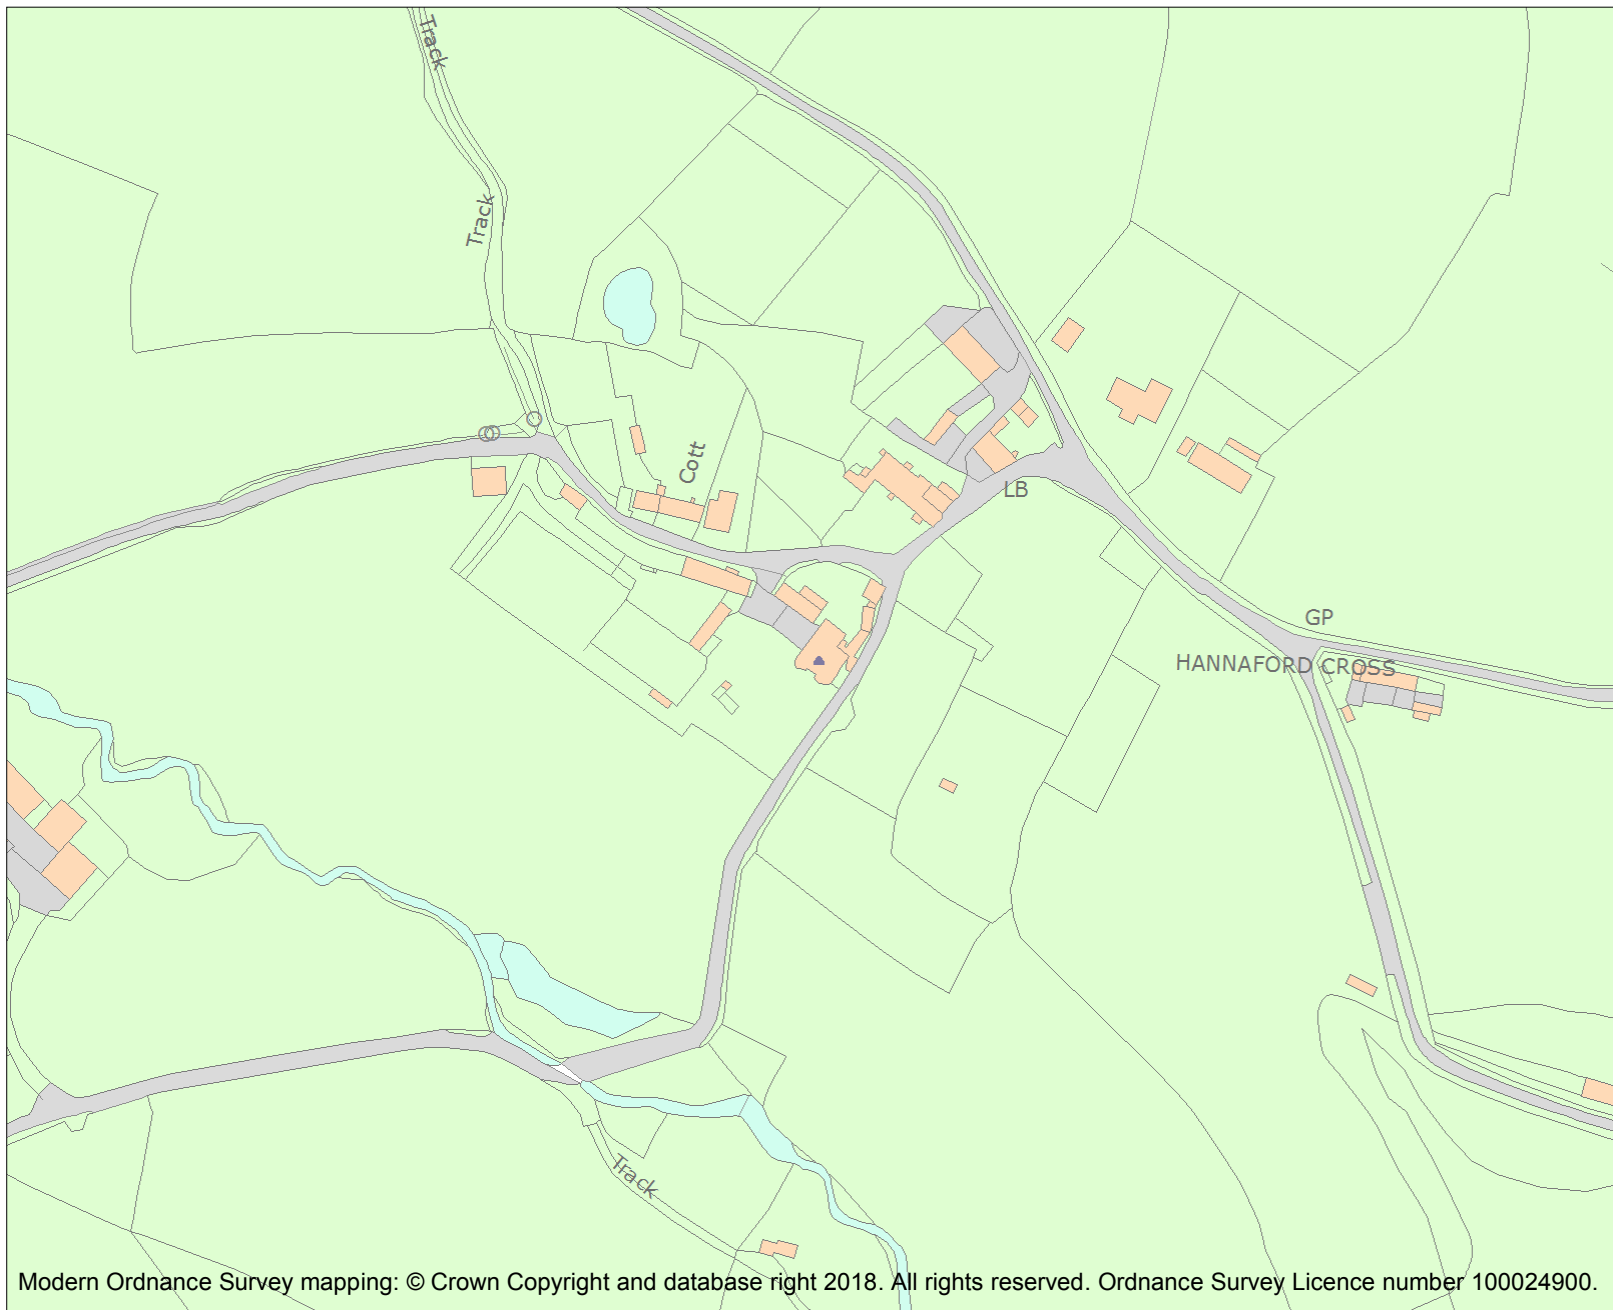 Track
Track
Cott
LB
GP
HANNAFORD CROSS
Track
Modern Ordnance Survey mapping: © Crown Copyright and database right 2018. All rights reserved. Ordnance Survey Licence number 100024900.